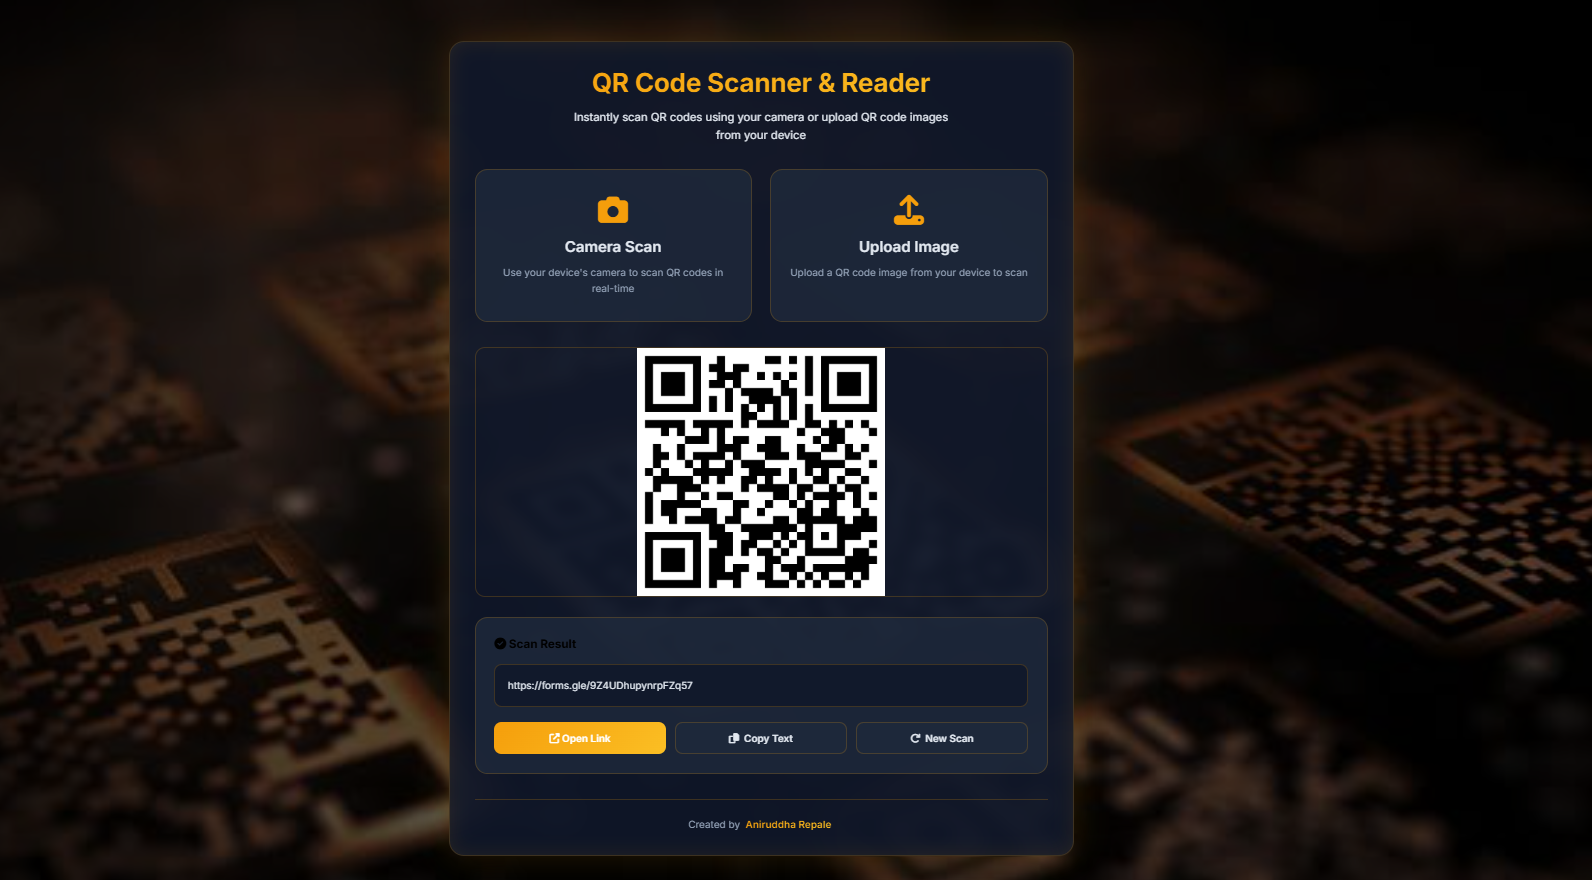 QR Code Scanner & Reader
Instantly scan QR codes using your camera or upload QR code images
from your device
Camera Scan
Use your device's camera to scan QR codes in
real-time
Upload Image
Upload a QR code image from your device to scan
Scan Result
https://forms.gle/9Z4UDhupynrpFZq57
Open Link
Copy Text
New Scan
Created by Aniruddha Repale